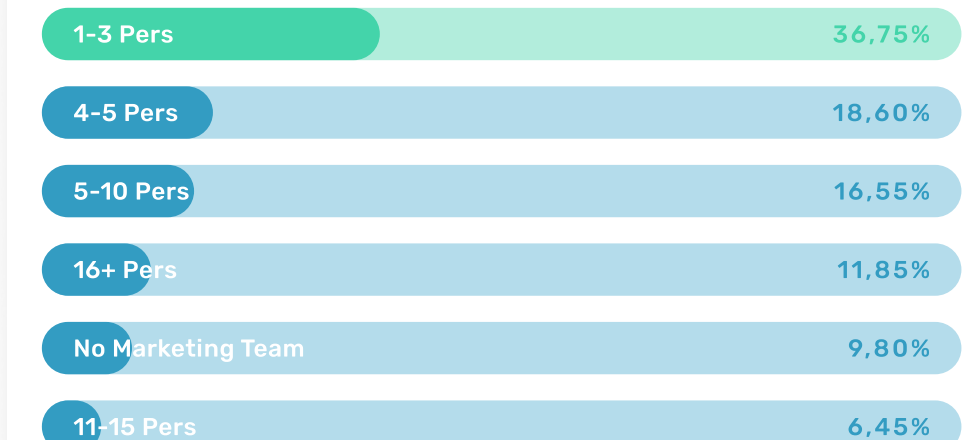 1-3 Pers 36,75%
4-5 Pers 18,60%
5-10 Pers 16,55%
16+ Pers 11,85%
No Marketing Team 9,80%
11-15 Pers 6,45%